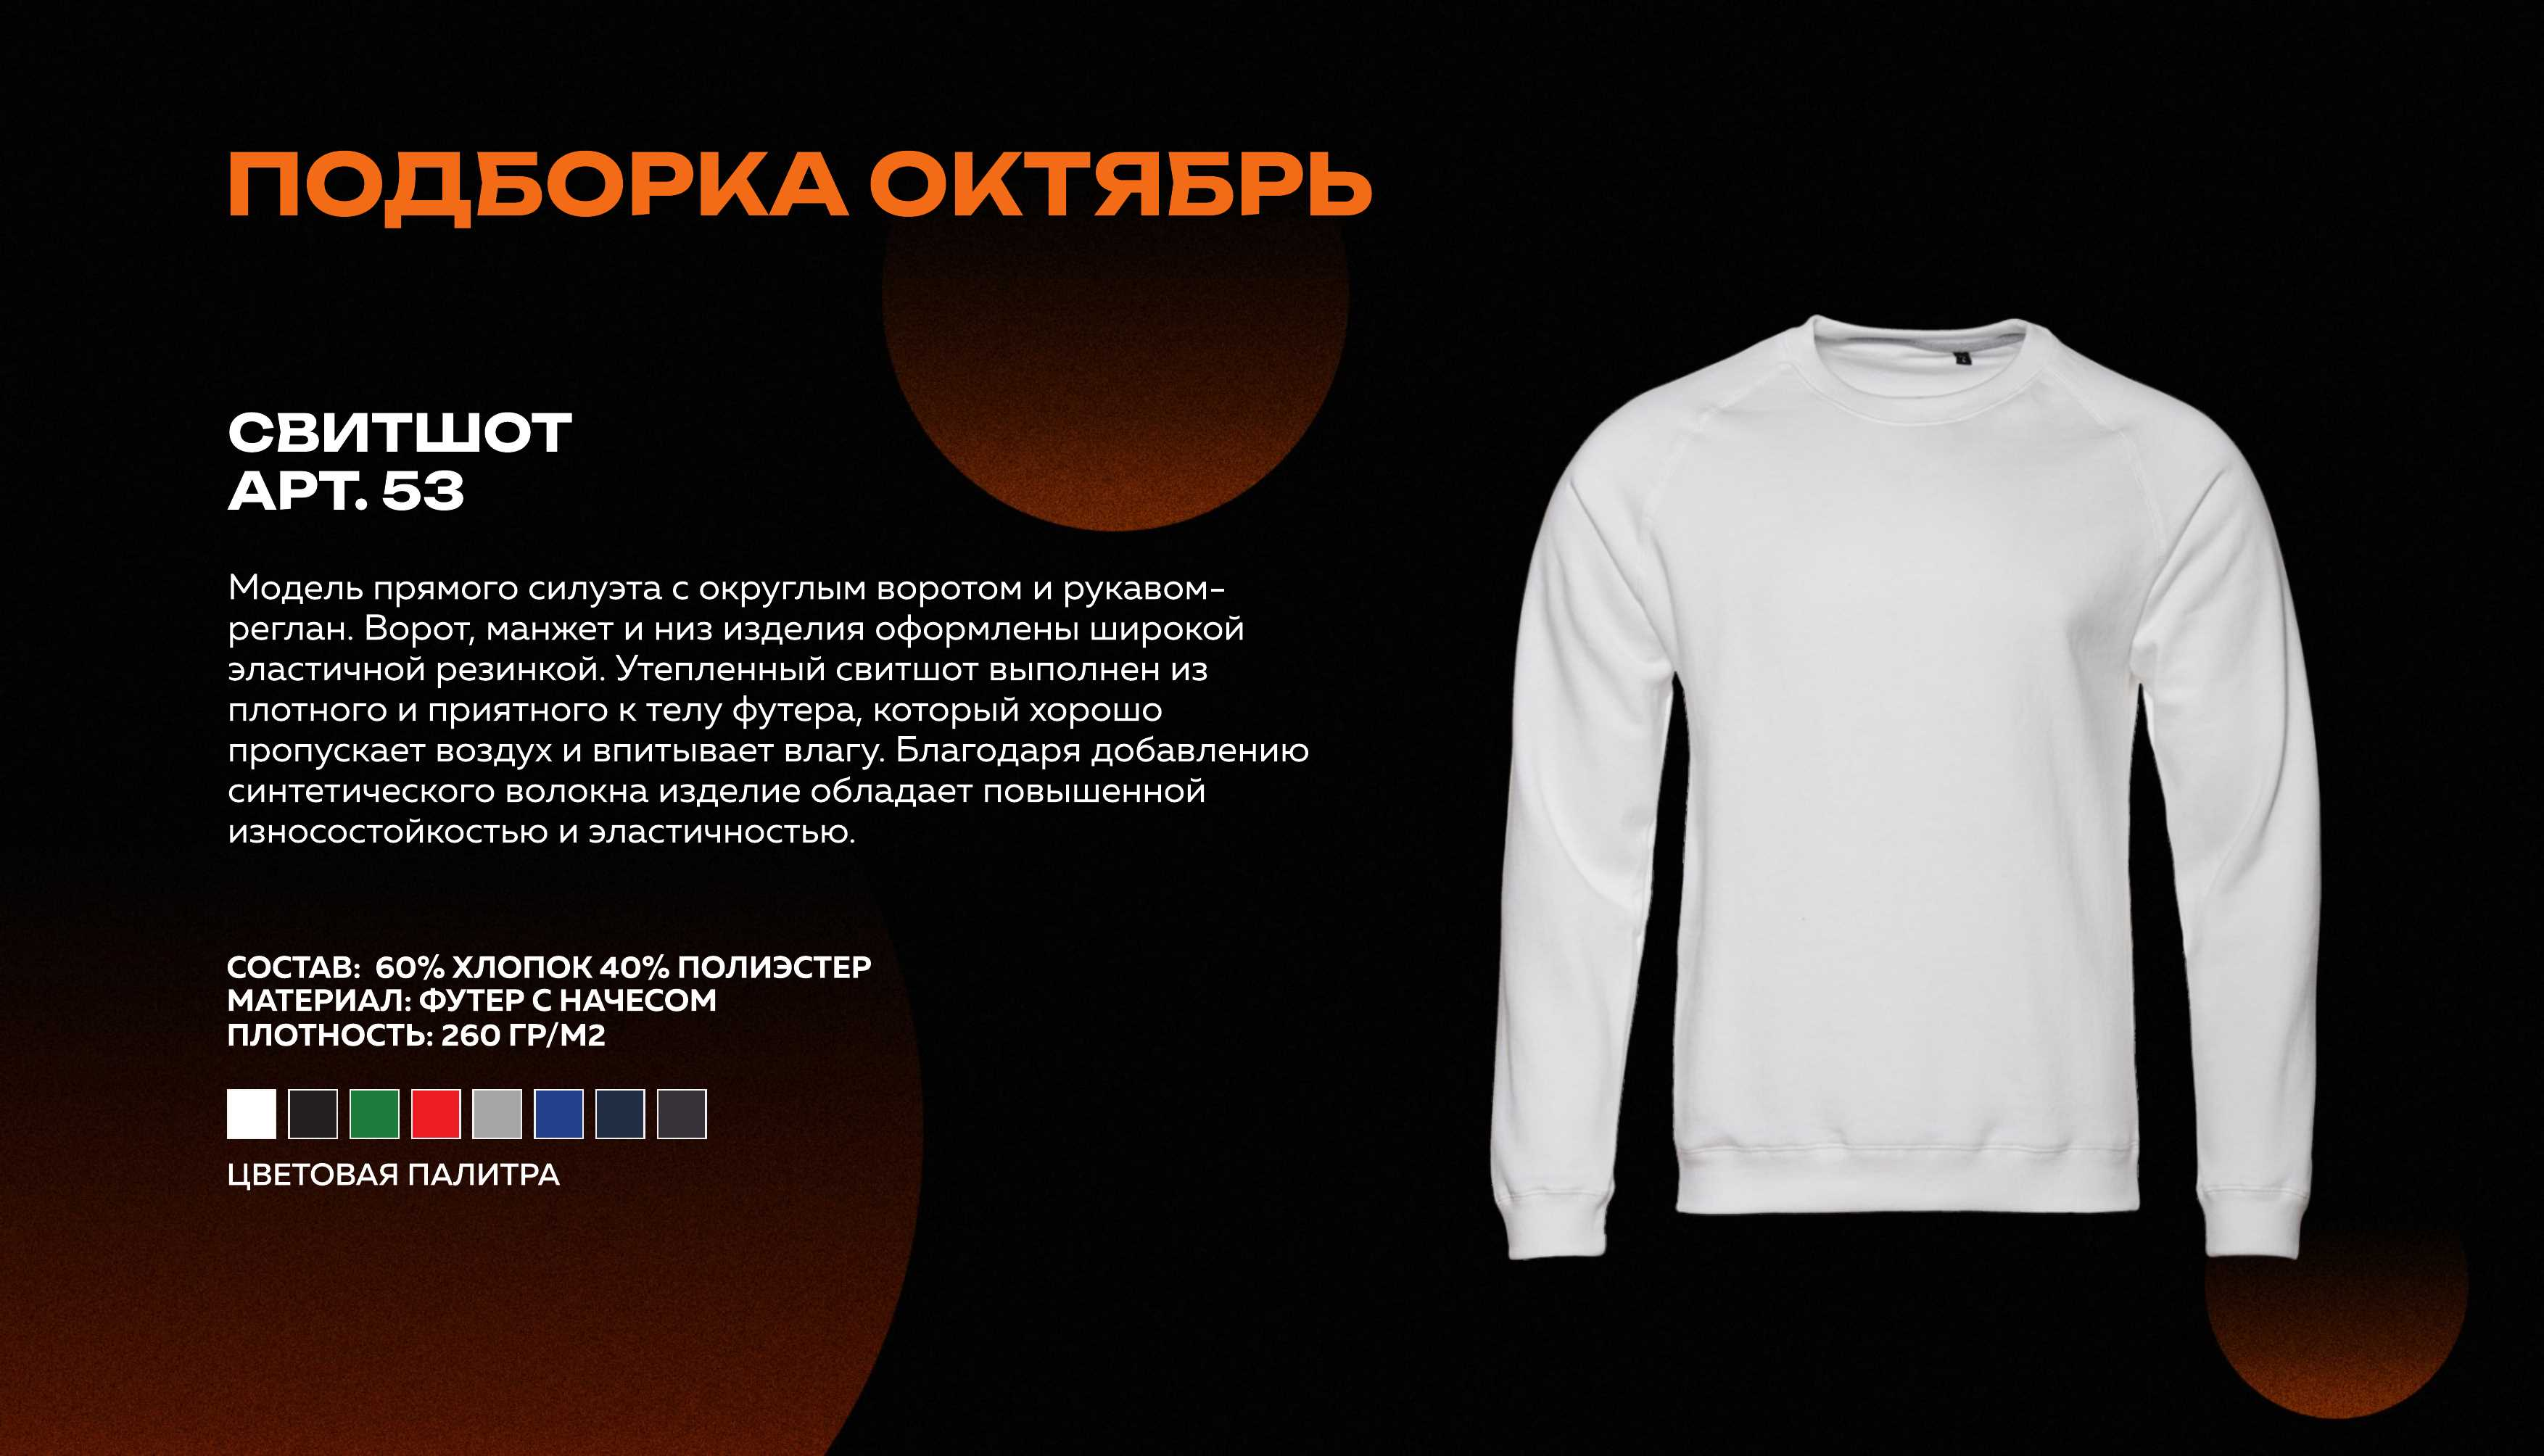 ПОДБОРКА ОКТЯБРЬ
СВИТШОТ
АРТ. 53
Модель прямого силуэта с округлым воротом и рукавом-
реглан. Ворот, манжет и низ изделия оформлены широкой
эластичной резинкой. Утепленный свитшот выполнен из
плотного и приятного к телу футера, который хорошо
пропускает воздух и впитывает влагу. Благодаря добавлению
синтетического волокна изделие обладает повышенной
износостойкостью и эластичностью.
СОСТАВ:  60% ХЛОПОК 40% ПОЛИЭСТЕР
МАТЕРИАЛ: ФУТЕР С НАЧЕСОМ
ПЛОТНОСТЬ: 260 ГР/М2
ЦВЕТОВАЯ ПАЛИТРА